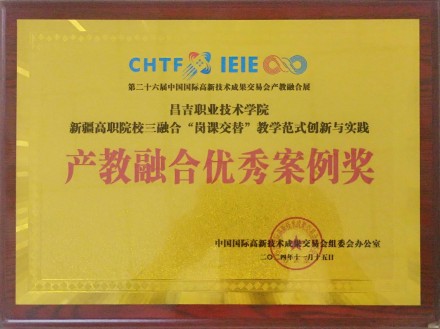 CHTF IEIE
第二十六届中国国际高新技术成果交易会产教融合展
昌吉职业技术学院
新疆高职院校三融合“岗课交替”教学范式创新与实践
产教融合优秀案例奖
中国国际高新技术成果交易会组委会办公室
二〇二四年十一月十五日